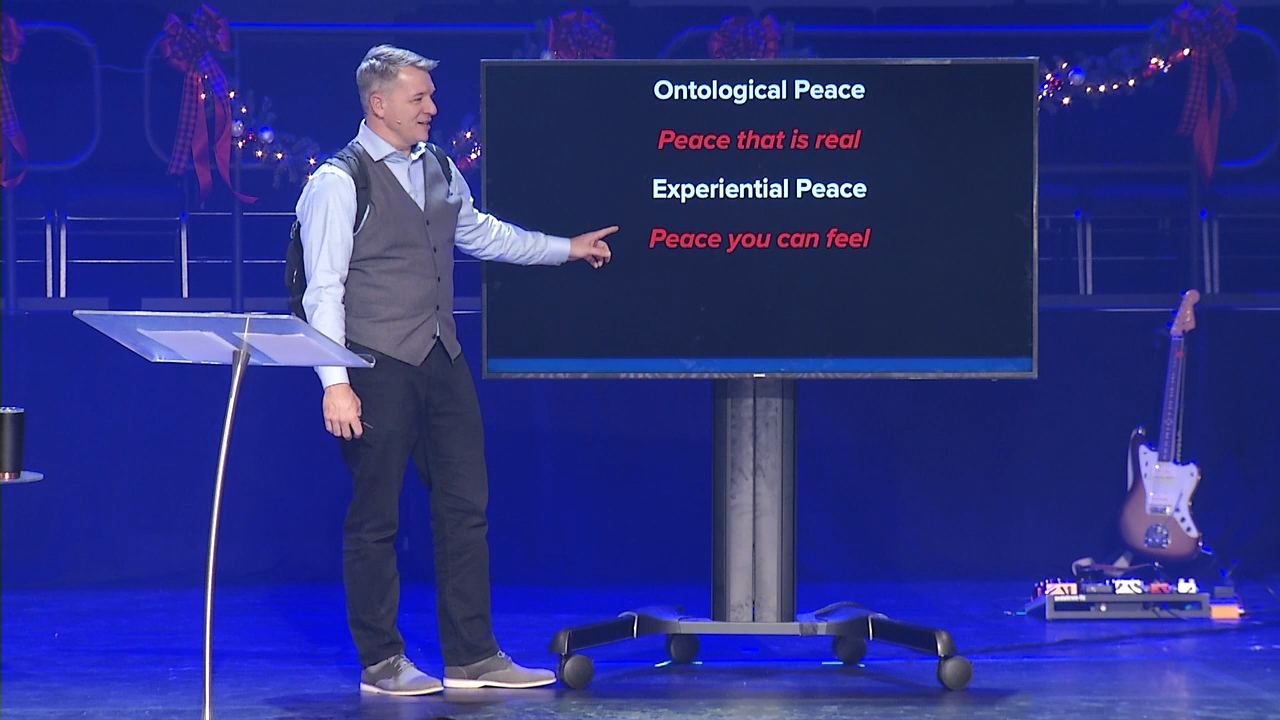 Ontological Peace
Peace that is real
Experiential Peace
Peace you can feel